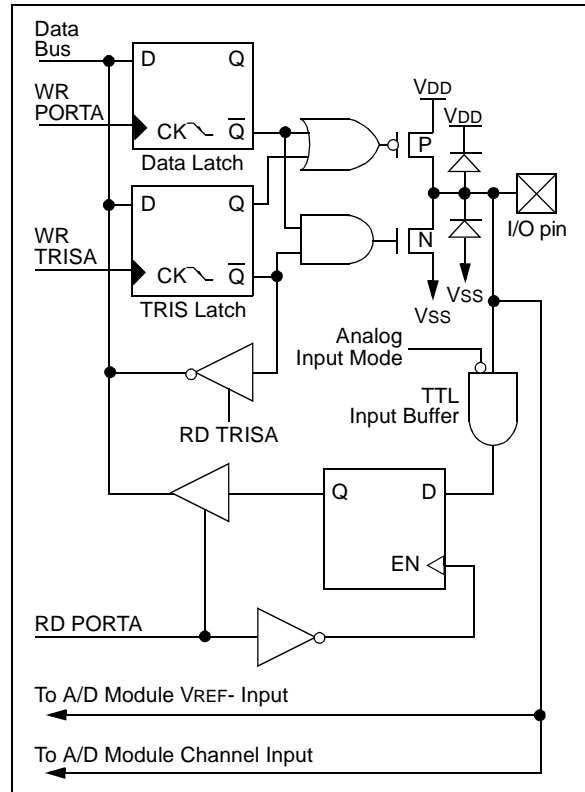 Data
Bus
D Q
VDD
WR
PORTA
VDD
CK Q
P
Data Latch
D Q
I/O pin
WR
TRISA
N
CK Q
VSS
VSS
TRIS Latch
Analog
Input Mode
TTL
Input Buffer
RD TRISA
Q D
EN
RD PORTA
To A/D Module VREF- Input
To A/D Module Channel Input